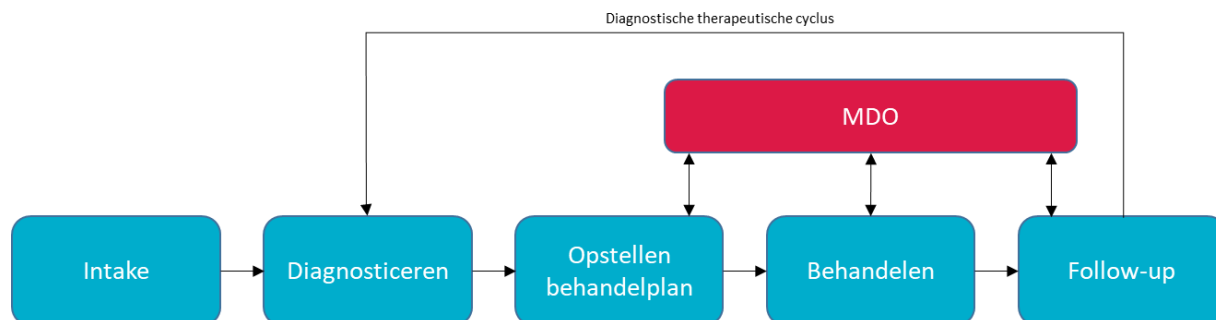 Diagnostische therapeutische cyclus
MDO
Intake
Diagnosticeren
Opstellen
behandelplan
Behandelen
Follow-up